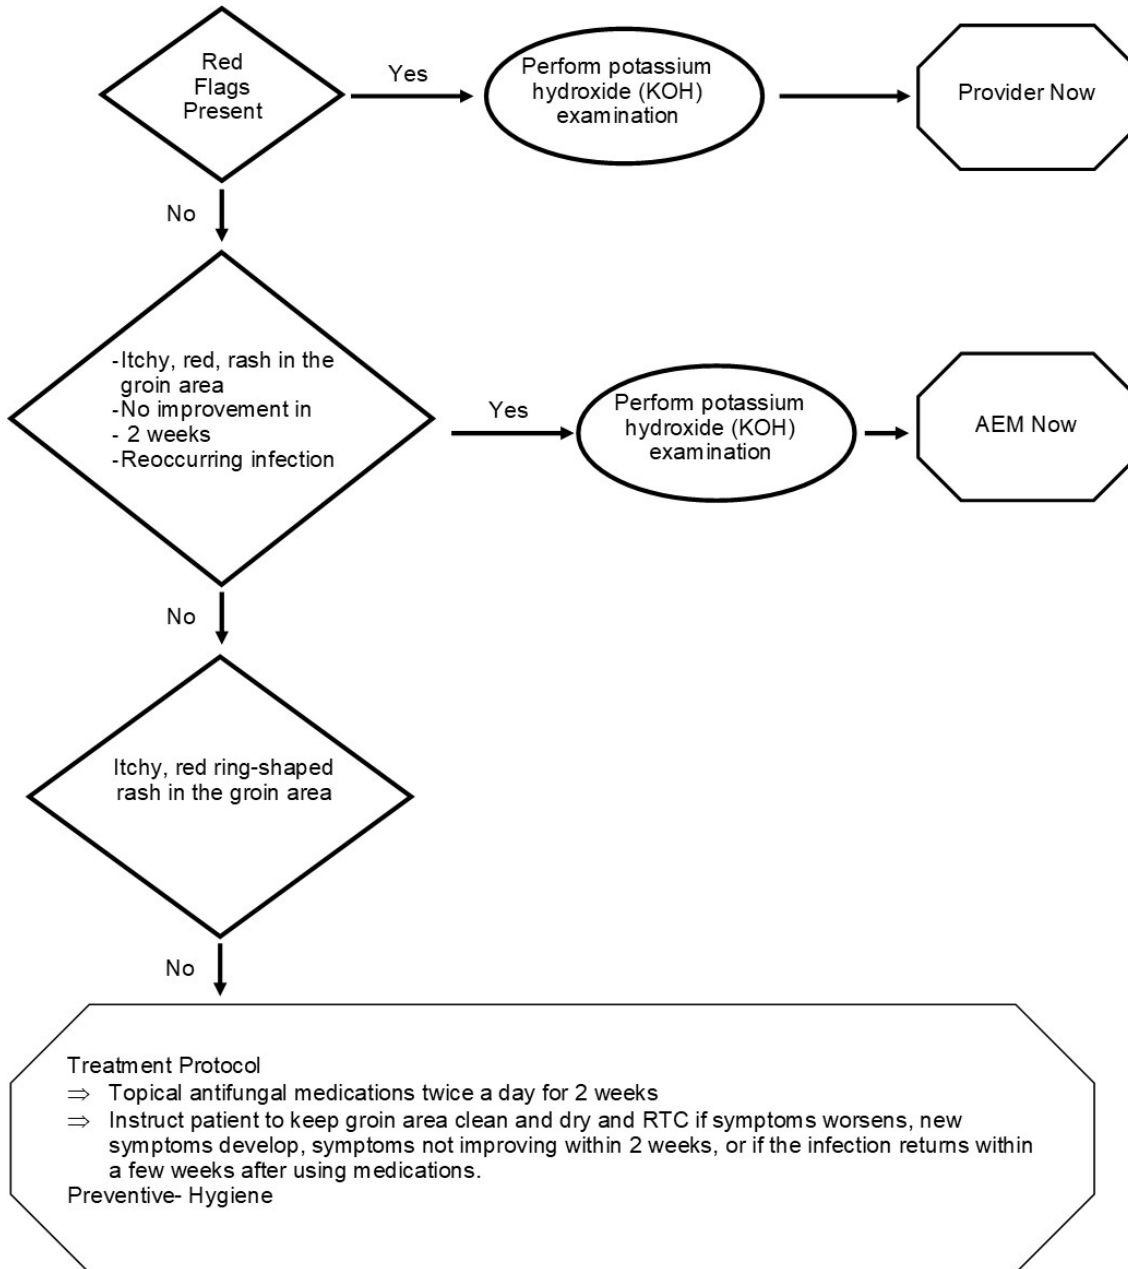 Red
Flags
Present
Yes
Perform potassium
hydroxide (KOH)
examination
Provider Now
No
-Itchy, red, rash in the
groin area
-No improvement in
- 2 weeks
-Reoccurring infection
Yes
Perform potassium
hydroxide (KOH)
examination
AEM Now
No
Itchy, red ring-shaped
rash in the groin area
No
Treatment Protocol
⇒ Topical antifungal medications twice a day for 2 weeks
⇒ Instruct patient to keep groin area clean and dry and RTC if symptoms worsens, new
symptoms develop, symptoms not improving within 2 weeks, or if the infection returns within
a few weeks after using medications.
Preventive- Hygiene